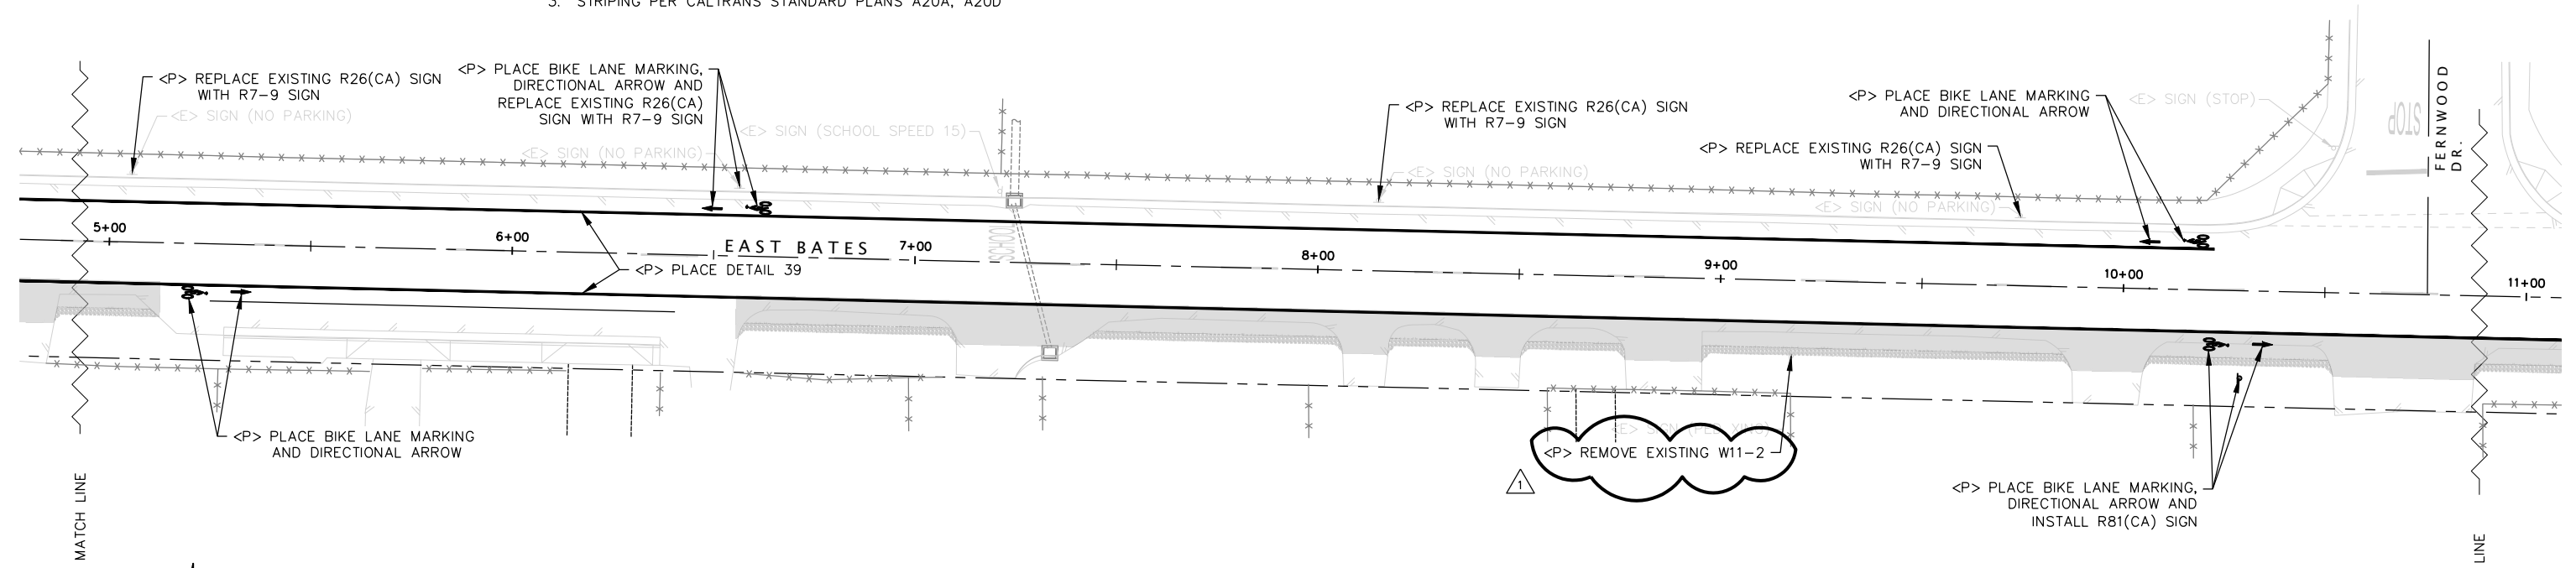 3. STRIPING PER CALTRANS STANDARD PLANS A20A, A20D
<P> REPLACE EXISTING R26(CA) SIGN
WITH R7-9 SIGN
<E> SIGN (NO PARKING)
<P> PLACE BIKE LANE MARKING,
DIRECTIONAL ARROW AND
REPLACE EXISTING R26(CA)
SIGN WITH R7-9 SIGN
<E> SIGN (NO PARKING)
<E> SIGN (SCHOOL SPEED 15)
<P> REPLACE EXISTING R26(CA) SIGN
WITH R7-9 SIGN
<E> SIGN (NO PARKING)
<P> PLACE BIKE LANE MARKING
AND DIRECTIONAL ARROW
<P> REPLACE EXISTING R26(CA) SIGN
WITH R7-9 SIGN
<E> SIGN (NO PARKING)
<E> SIGN (STOP)
STOP
FERNWOOD
DR.
5+00
6+00
EAST BATES
7+00
SCHOOL
8+00
9+00
10+00
11+00
<P> PLACE DETAIL 39
<P> PLACE BIKE LANE MARKING
AND DIRECTIONAL ARROW
<E> SIGN (PED XING)
<P> REMOVE EXISTING W11-2
1
<P> PLACE BIKE LANE MARKING,
DIRECTIONAL ARROW AND
INSTALL R81(CA) SIGN
MATCH LINE
LINE